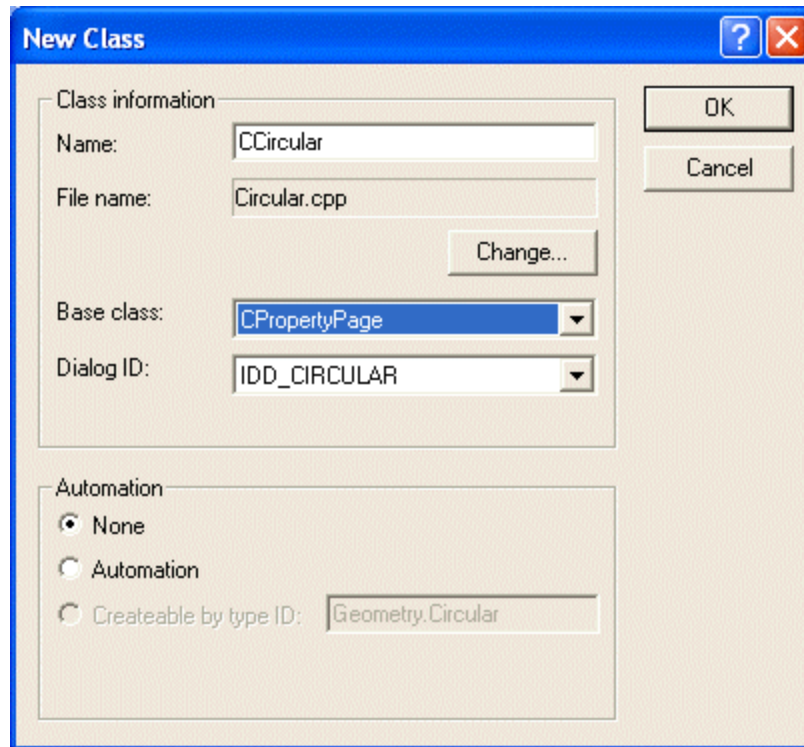 New Class
Class information
OK
Name: CCircular
Cancel
File name: Circular.cpp
Change...
Base class: CPropertyPage
Dialog ID: IDD_CIRCULAR
Automation
None
Automation
Createable by type ID: Geometry.Circular